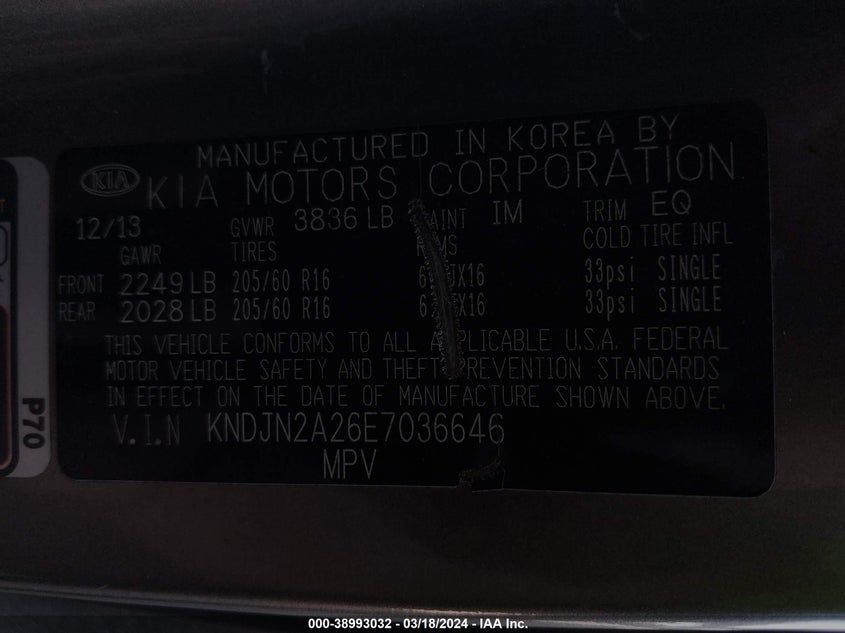 MANUFACTURED IN KOREA BY
KIA KIA MOTORS CORPORATION
12/13 GVWR 3836 LB PAINT IM TRIM EQ
GAWR TIRES COLD TIRE INFL
FRONT 2249 LB 205/60 R16 33psi SINGLE
REAR 2028 LB 205/60 R16 33psi SINGLE
THIS VEHICLE CONFORMS TO ALL APPLICABLE U.S.A. FEDERAL
MOTOR VEHICLE SAFETY AND THEFT PREVENTION STANDARDS
IN EFFECT ON THE DATE OF MANUFACTURE SHOWN ABOVE.
V.I.N KNDJN2A26E7036646
MPV
P70
000-38993032 - 03/18/2024 - IAA Inc.